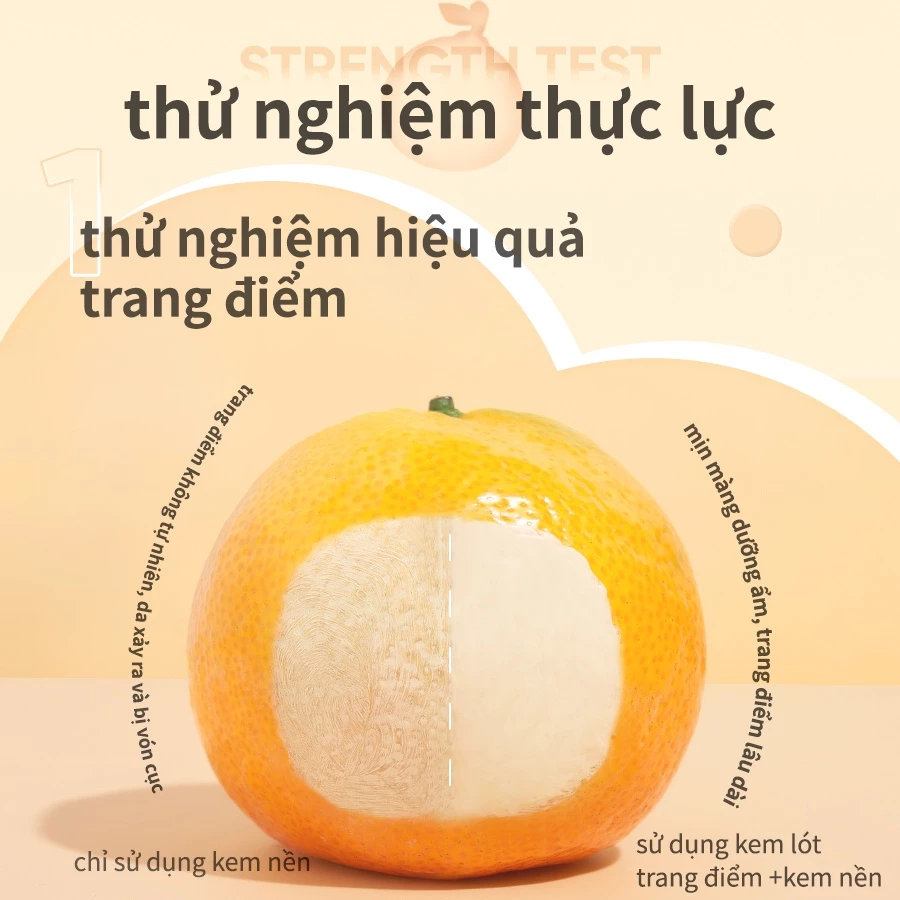 STRENGTH TEST
thử nghiệm thực lực
1
thử nghiệm hiệu quả
trang điểm
trang điểm không tự nhiên, da xảy ra và bị vón cục
mịn màng dưỡng ẩm, trang điểm lâu dài
chỉ sử dụng kem nền
sử dụng kem lót
trang điểm +kem nền